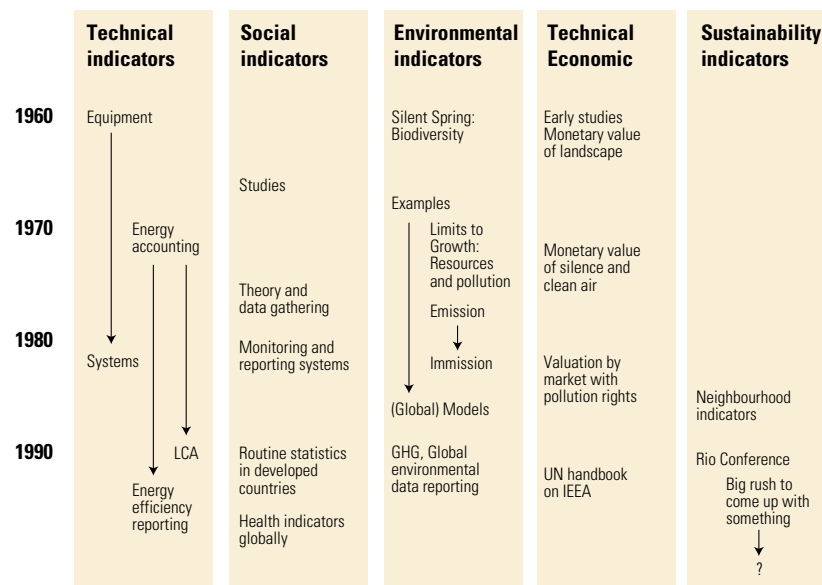 Technical
indicators
Social
indicators
Environmental
indicators
Technical
Economic
Sustainability
indicators
1960
Equipment
Silent Spring:
Biodiversity
Early studies
Monetary value
of landscape
Studies
Examples
1970
Energy
accounting
Limits to
Growth:
Resources
and pollution
Monetary value
of silence and
clean air
Theory and
data gathering
Emission
1980
Systems
Monitoring and
reporting systems
Immission
Valuation by
market with
pollution rights
(Global) Models
Neighbourhood
indicators
1990
LCA
Energy
efficiency
reporting
Routine statistics
in developed
countries
Health indicators
globally
GHG, Global
environmental
data reporting
UN handbook
on IEEA
Rio Conference
Big rush to
come up with
something
?